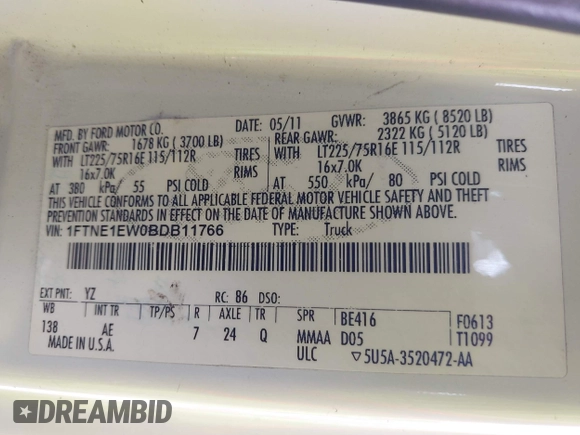 MFD. BY FORD MOTOR CO.
DATE: 05/11 GVWR: 3865 KG (8520 LB)
FRONT GAWR: 1678 KG (3700 LB)
REAR GAWR: 2322 KG (5120 LB)
WITH LT225/75R16E 115/112R TIRES
WITH LT225/75R16E 115/112R TIRES
16x7.0K RIMS
16x7.0K RIMS
AT 380 kPa/ 55 PSI COLD
AT 550 kPa/ 80 PSI COLD
THIS VEHICLE CONFORMS TO ALL APPLICABLE FEDERAL MOTOR VEHICLE SAFETY AND THEFT
PREVENTION STANDARDS IN EFFECT ON THE DATE OF MANUFACTURE SHOWN ABOVE.
VIN: 1FTNE1EW0BDB11766 TYPE: Truck
EXT PNT: YZ RC: 86 DSO:
WB INT TR TP/PS R AXLE TR SPR BE416 F0613
138 AE 7 24 Q MMAA D05 T1099
MADE IN U.S.A. ULC ▽5U5A-3520472-AA
DREAMBID